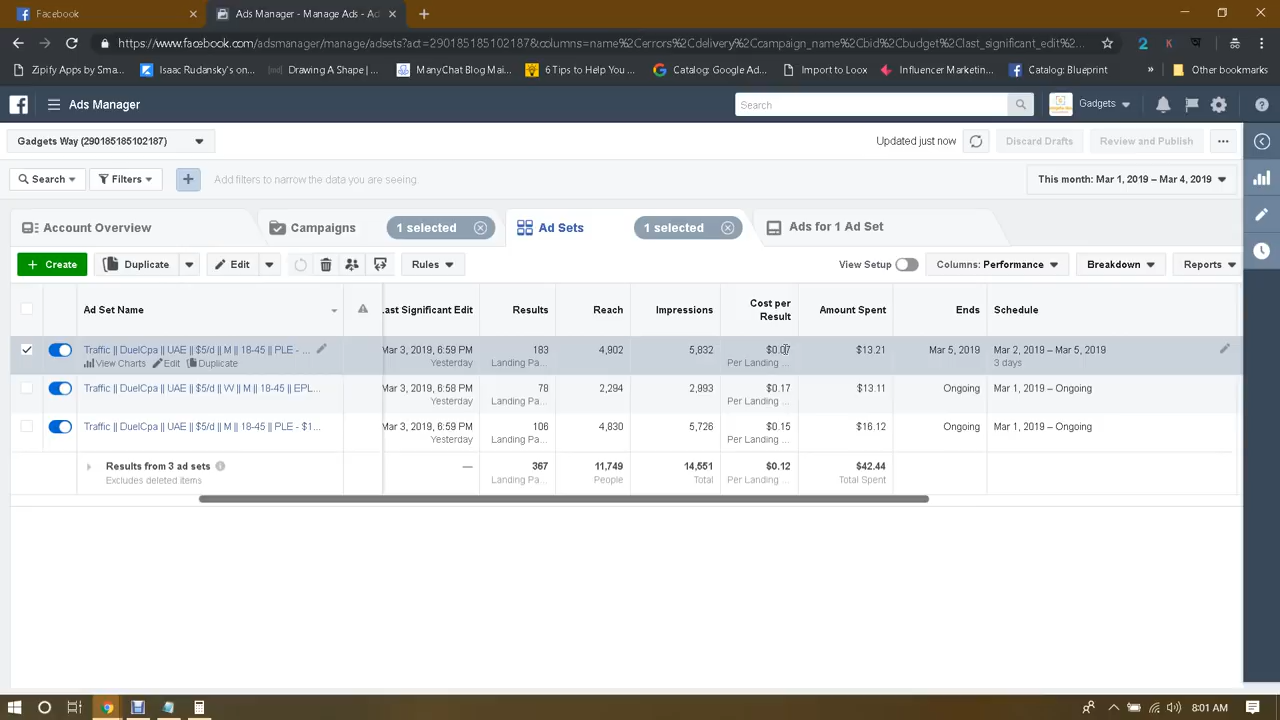 Facebook
Ads Manager - Manage Ads - Ad
https://www.facebook.com/adsmanager/manage/adsets?act=290185185102187&columns=name%2Cerrors%2Cdelivery%2Ccampaign_name%2Cbid%2Cbudget%2Clast_significant_edit%2C...
Zipify Apps by Sma...
Isaac Rudansky's on...
Drawing A Shape |...
ManyChat Blog Mai...
6 Tips to Help You...
Catalog: Google Ad...
Import to Loox
Influencer Marketin...
Catalog: Blueprint
»
Other bookmarks
Ads Manager
Search
Gadgets
Gadgets Way (290185185102187)
Updated just now
Discard Drafts
Review and Publish
Search
Filters
Add filters to narrow the data you are seeing.
This month: Mar 1, 2019 – Mar 4, 2019
Account Overview
Campaigns
1 selected
Ad Sets
1 selected
Ads for 1 Ad Set
+ Create
Duplicate
Edit
Rules
View Setup
Columns: Performance
Breakdown
Reports
Ad Set Name
Last Significant Edit
Results
Reach
Impressions
Cost per Result
Amount Spent
Ends
Schedule
Traffic || DuelCpa || UAE || $5/d || M || 18-45 || PLE - ...
Mar 3, 2019, 6:59 PM
183
4,902
5,832
$13.21
Mar 5, 2019
Mar 2, 2019 – Mar 5, 2019
View Charts
Edit
Duplicate
Yesterday
Landing Pa...
Per Landing ...
3 days
Traffic || DuelCpa || UAE || $5/d || W || M || 18-45 || EPL...
Mar 3, 2019, 6:58 PM
78
2,294
2,993
$0.17
$13.11
Ongoing
Mar 1, 2019 – Ongoing
Yesterday
Landing Pa...
Per Landing ...
Traffic || DuelCpa || UAE || $5/d || M || 18-45 || PLE - $1...
Mar 3, 2019, 6:59 PM
106
4,830
5,726
$0.15
$16.12
Ongoing
Mar 1, 2019 – Ongoing
Yesterday
Landing Pa...
Per Landing ...
Results from 3 ad sets
—
367
11,749
14,551
$0.12
$42.44
Excludes deleted items
Landing Pa...
People
Total
Per Landing ...
Total Spent
8:01 AM